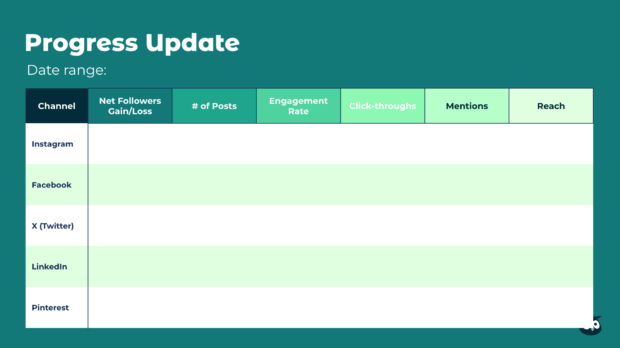 Progress Update
Date range:
Channel
Net Followers
Gain/Loss
# of Posts
Engagement
Rate
Click-throughs
Mentions
Reach
Instagram
Facebook
X (Twitter)
LinkedIn
Pinterest